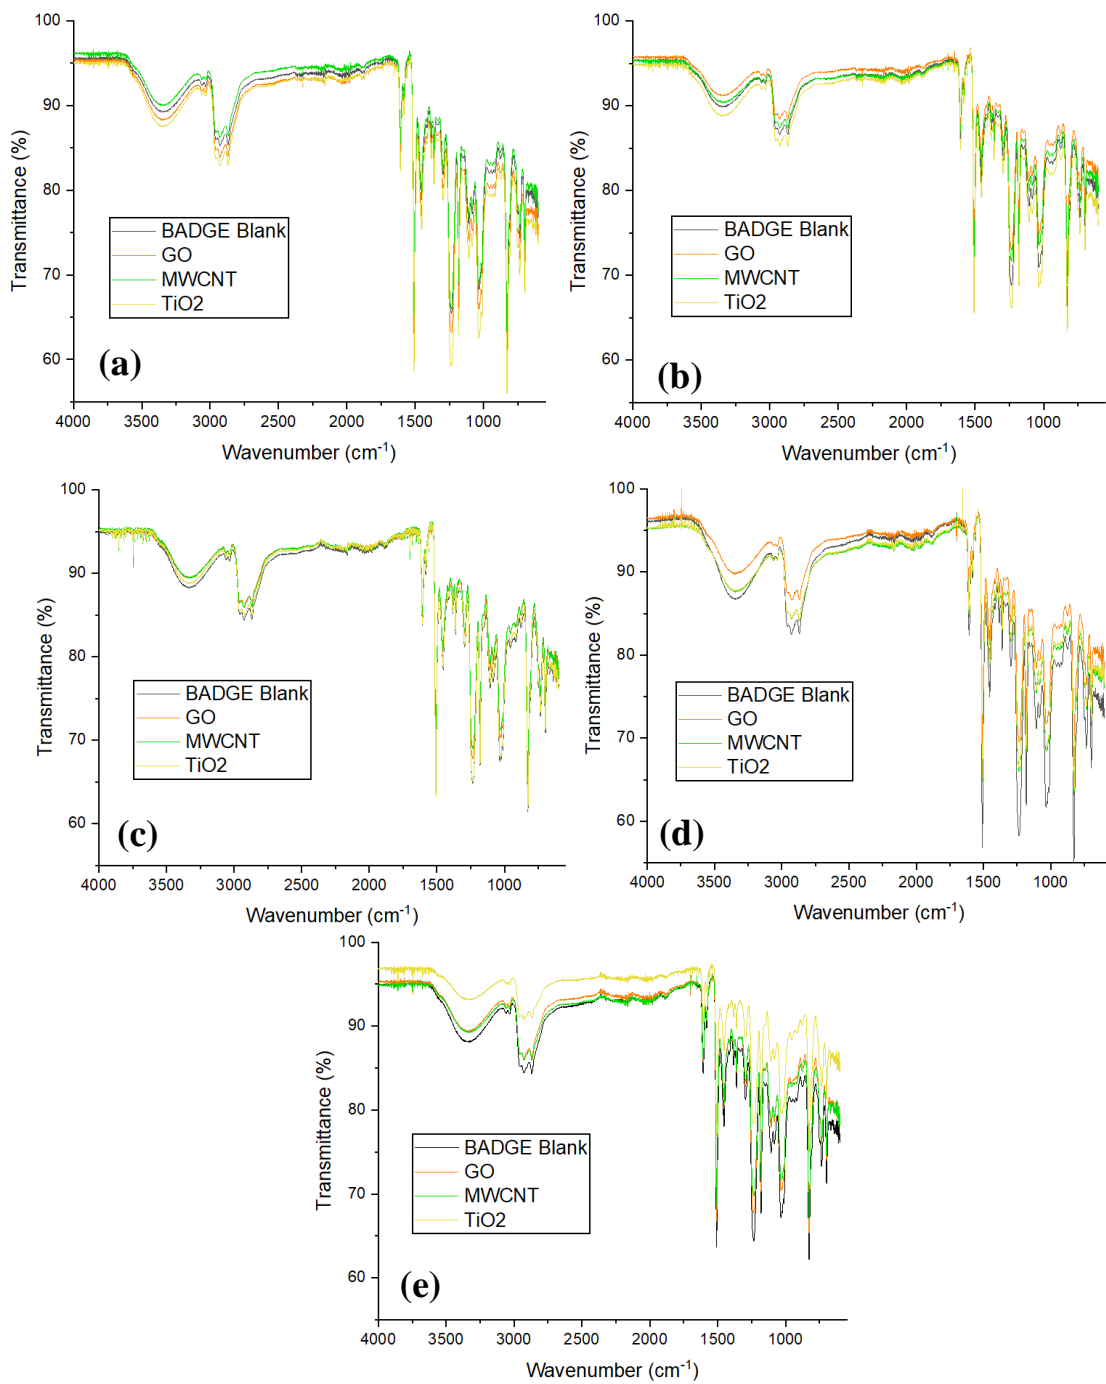 100
90
80
70
60
Transmittance (%)
BADGE Blank
GO
MWCNT
TiO2
(a)
4000 3500 3000 2500 2000 1500 1000
Wavenumber (cm-1)
100
90
80
70
60
Transmittance (%)
BADGE Blank
GO
MWCNT
TiO2
(b)
4000 3500 3000 2500 2000 1500 1000
Wavenumber (cm-1)
100
90
80
70
60
Transmittance (%)
BADGE Blank
GO
MWCNT
TiO2
(c)
4000 3500 3000 2500 2000 1500 1000
Wavenumber (cm-1)
100
90
80
70
60
Transmittance (%)
BADGE Blank
GO
MWCNT
TiO2
(d)
4000 3500 3000 2500 2000 1500 1000
Wavenumber (cm-1)
100
90
80
70
60
Transmittance (%)
BADGE Blank
GO
MWCNT
TiO2
(e)
4000 3500 3000 2500 2000 1500 1000
Wavenumber (cm-1)